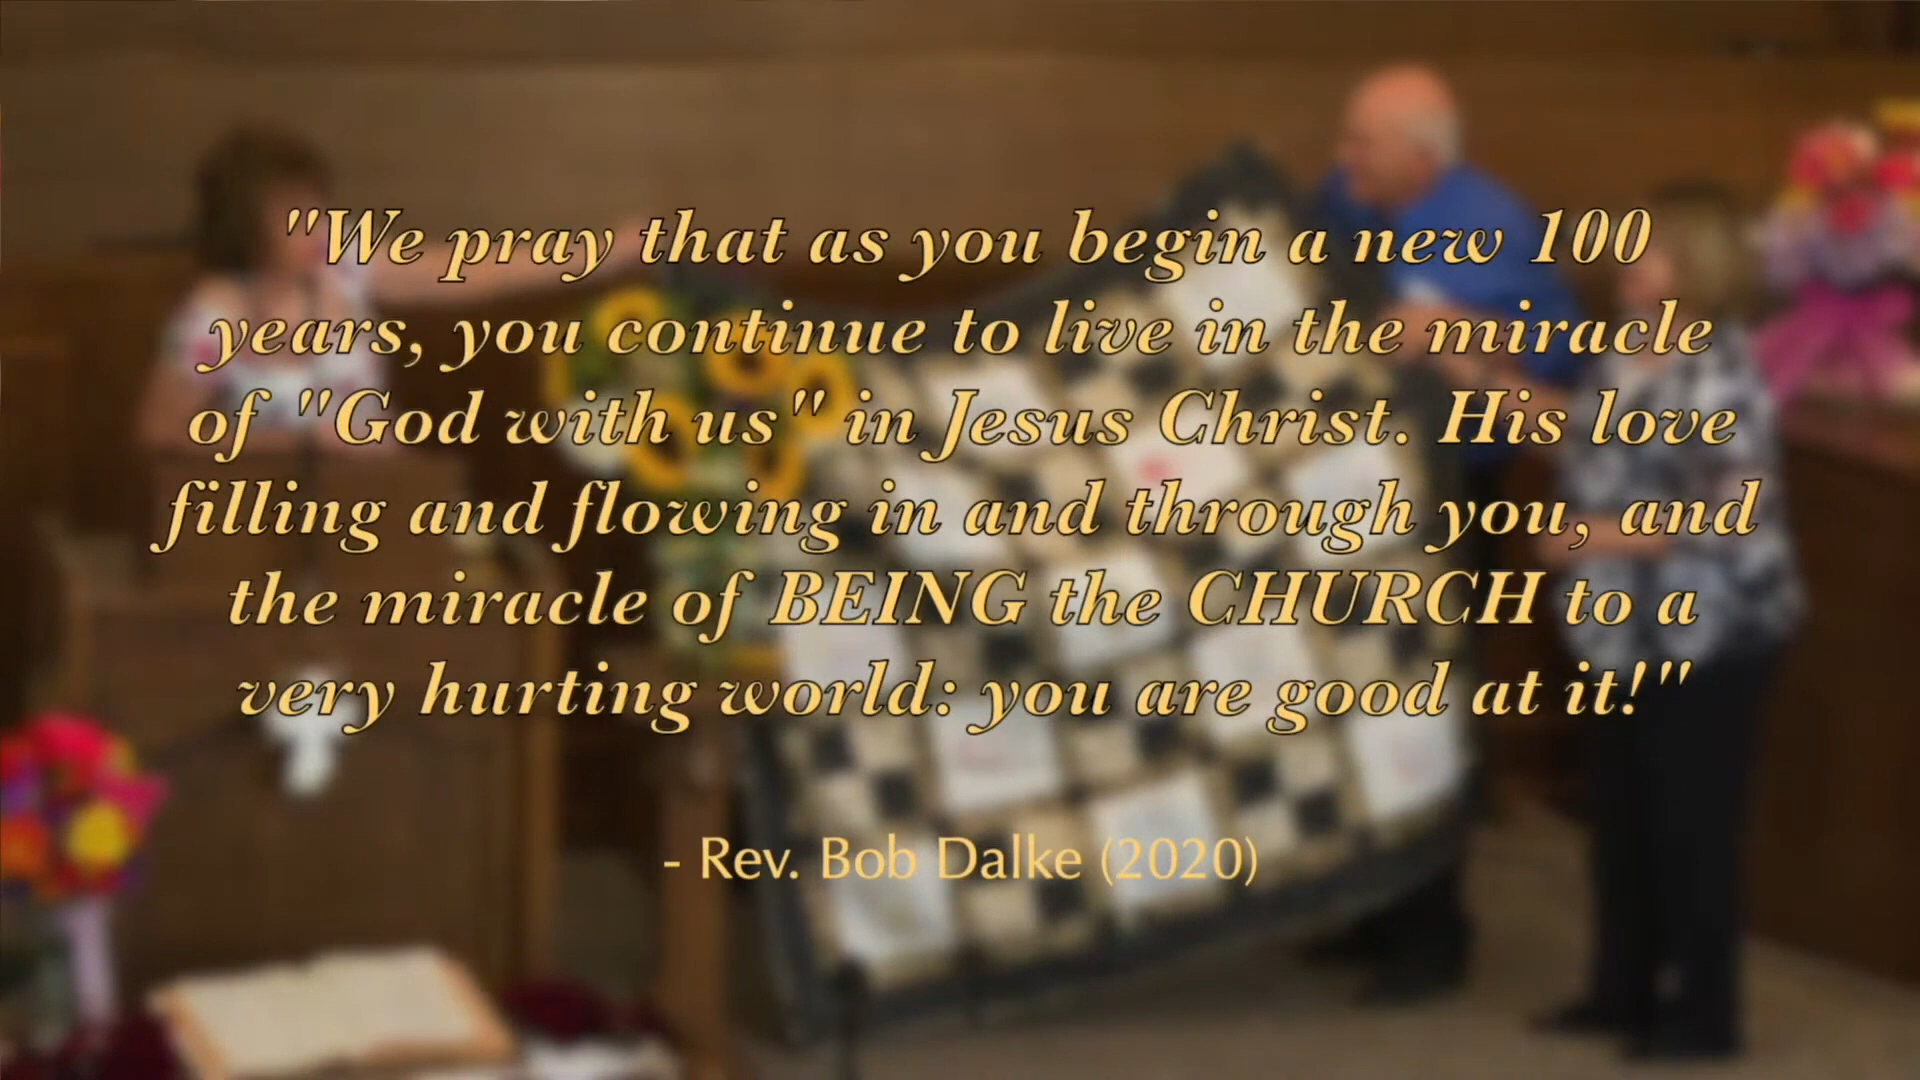 "We pray that as you begin a new 100
years, you continue to live in the miracle
of "God with us" in Jesus Christ. His love
filling and flowing in and through you, and
the miracle of BEING the CHURCH to a
very hurting world: you are good at it!"
- Rev. Bob Dalke (2020)